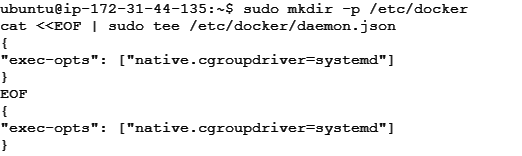 ubuntu@ip-172-31-44-135:~$ sudo mkdir -p /etc/docker
cat <<EOF | sudo tee /etc/docker/daemon.json
{
"exec-opts": ["native.cgroupdriver=systemd"]
}
EOF
{
"exec-opts": ["native.cgroupdriver=systemd"]
}